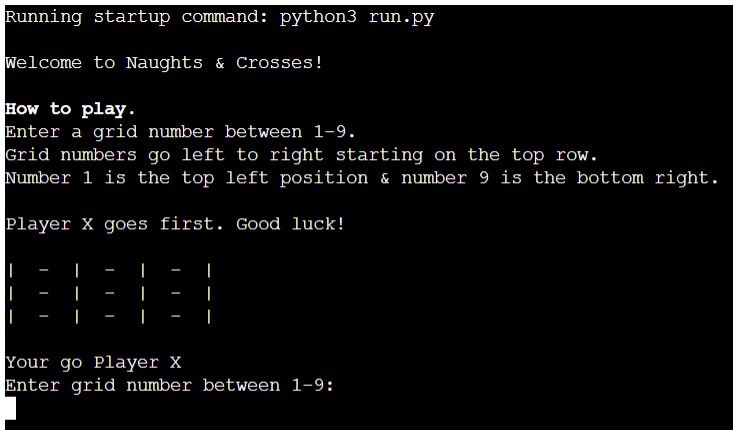 Running startup command: python3 run.py
Welcome to Naughts & Crosses!
How to play.
Enter a grid number between 1-9.
Grid numbers go left to right starting on the top row.
Number 1 is the top left position & number 9 is the bottom right.
Player X goes first. Good luck!
|  -  |  -  |  -  |
|  -  |  -  |  -  |
|  -  |  -  |  -  |
Your go Player X
Enter grid number between 1-9: